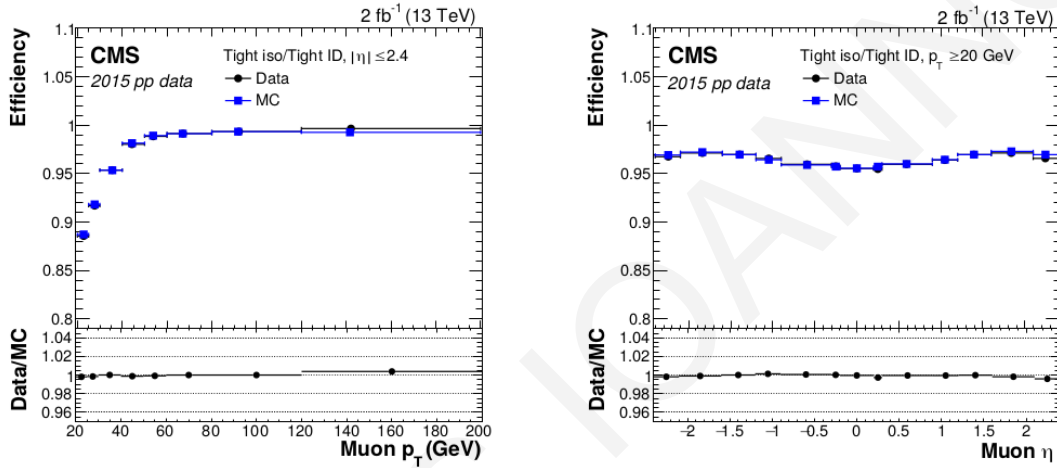 2 fb⁻¹ (13 TeV)
CMS
2015 pp data
Tight iso/Tight ID, |η| ≤2.4
Data
MC
Efficiency
1.1
1.05
1
0.95
0.9
0.85
0.8
Data/MC
1.04
1.02
1
0.98
0.96
20 40 60 80 100 120 140 160 180 200
Muon p_T (GeV)
2 fb⁻¹ (13 TeV)
CMS
2015 pp data
Tight iso/Tight ID, p_T ≥20 GeV
Data
MC
Efficiency
1.1
1.05
1
0.95
0.9
0.85
0.8
Data/MC
1.04
1.02
1
0.98
0.96
−2 −1.5 −1 −0.5 0 0.5 1 1.5 2
Muon η